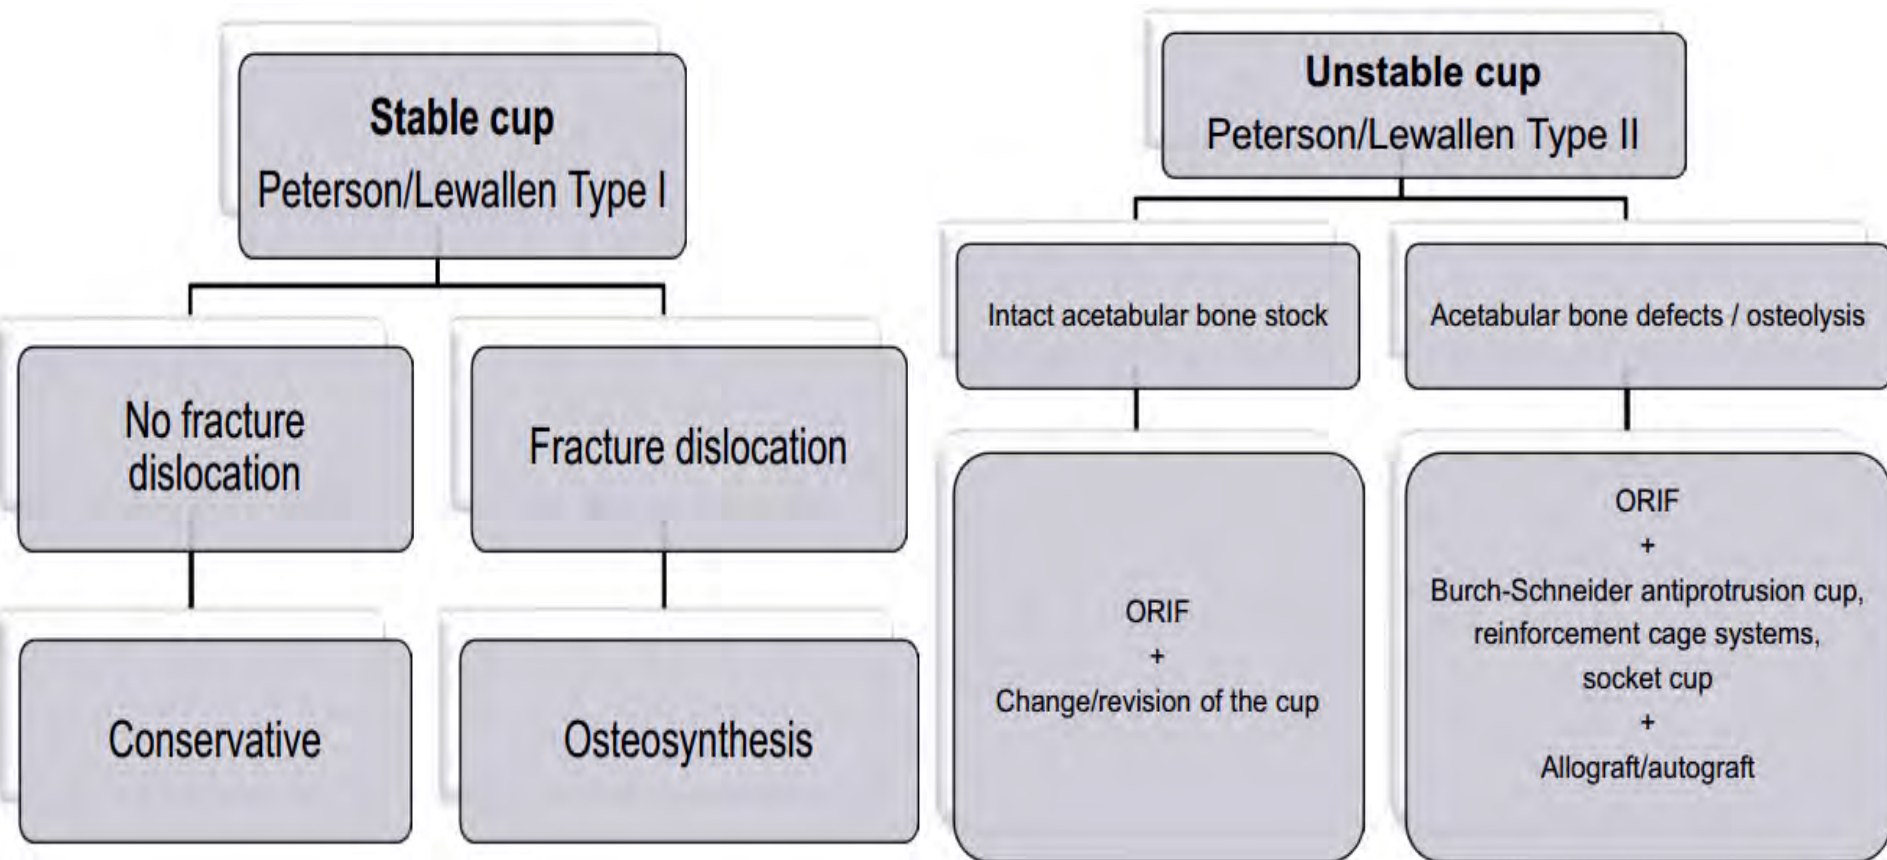 Stable cup
Peterson/Lewallen Type I
No fracture
dislocation
Fracture dislocation
Conservative
Osteosynthesis
Unstable cup
Peterson/Lewallen Type II
Intact acetabular bone stock
Acetabular bone defects / osteolysis
ORIF
+
Change/revision of the cup
ORIF
+
Burch-Schneider antiprotrusion cup,
reinforcement cage systems,
socket cup
+
Allograft/autograft